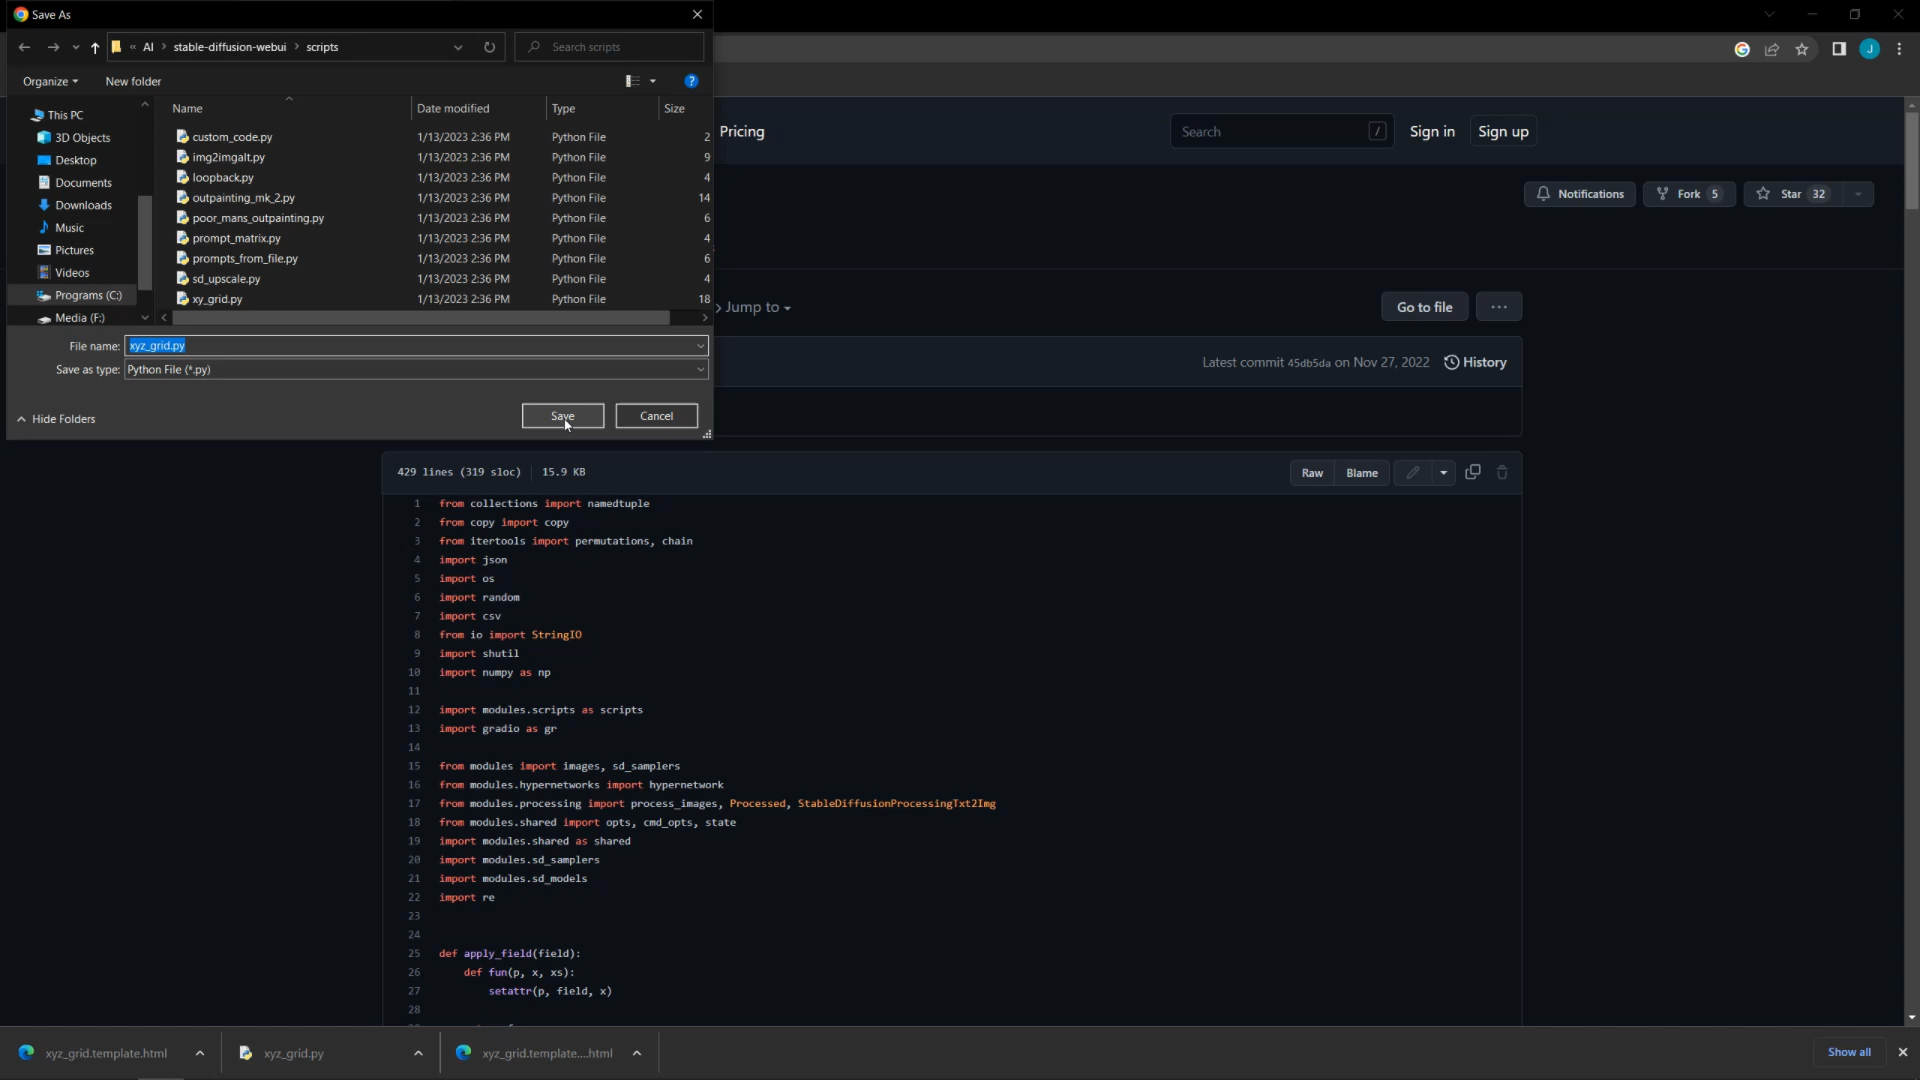 Save As
« AI > stable-diffusion-webui > scripts
Search scripts
Organize
New folder
?
Name
Date modified
Type
Size
This PC
3D Objects
Desktop
Documents
Downloads
Music
Pictures
Videos
Programs (C:)
Media (F:)
custom_code.py 1/13/2023 2:36 PM Python File 2
img2imgalt.py 1/13/2023 2:36 PM Python File 9
loopback.py 1/13/2023 2:36 PM Python File 4
outpainting_mk_2.py 1/13/2023 2:36 PM Python File 14
poor_mans_outpainting.py 1/13/2023 2:36 PM Python File 6
prompt_matrix.py 1/13/2023 2:36 PM Python File 4
prompts_from_file.py 1/13/2023 2:36 PM Python File 6
sd_upscale.py 1/13/2023 2:36 PM Python File 4
xy_grid.py 1/13/2023 2:36 PM Python File 18
File name: xyz_grid.py
Save as type: Python File (*.py)
Hide Folders
Save
Cancel
J
Pricing
Search /
Sign in
Sign up
Notifications
Fork 5
Star 32
Jump to
Go to file
...
Latest commit 45db5da on Nov 27, 2022
History
429 lines (319 sloc) | 15.9 KB
Raw
Blame
1 from collections import namedtuple
2 from copy import copy
3 from itertools import permutations, chain
4 import json
5 import os
6 import random
7 import csv
8 from io import StringIO
9 import shutil
10 import numpy as np
11
12 import modules.scripts as scripts
13 import gradio as gr
14
15 from modules import images, sd_samplers
16 from modules.hypernetworks import hypernetwork
17 from modules.processing import process_images, Processed, StableDiffusionProcessingTxt2Img
18 from modules.shared import opts, cmd_opts, state
19 import modules.shared as shared
20 import modules.sd_samplers
21 import modules.sd_models
22 import re
23
24
25 def apply_field(field):
26 def fun(p, x, xs):
27 setattr(p, field, x)
28
xyz_grid.template.html
xyz_grid.py
xyz_grid.template....html
Show all